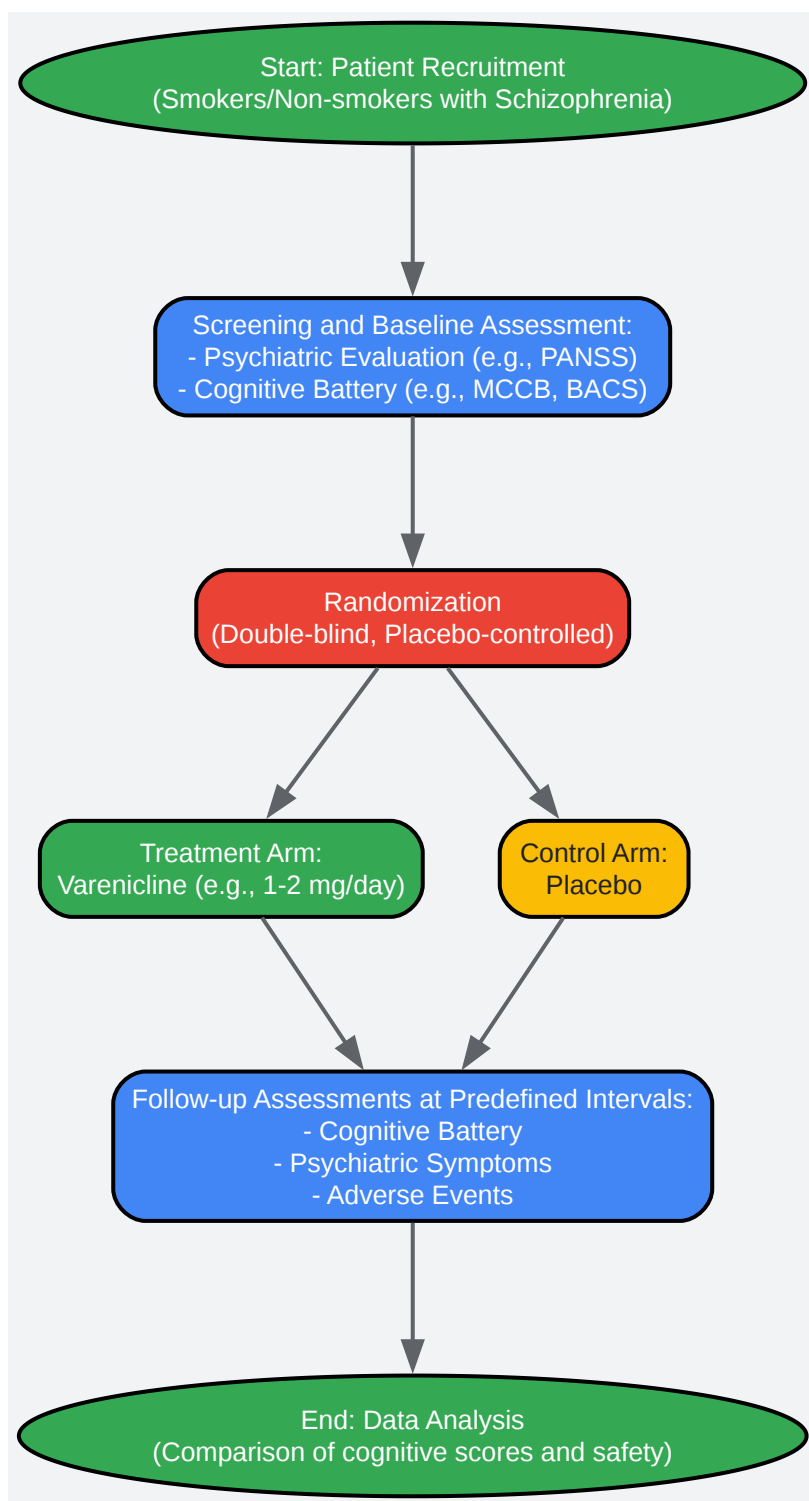 Start: Patient Recruitment
(Smokers/Non-smokers with Schizophrenia)
Screening and Baseline Assessment:
- Psychiatric Evaluation (e.g., PANSS)
- Cognitive Battery (e.g., MCCB, BACS)
Randomization
(Double-blind, Placebo-controlled)
Treatment Arm:
Varenicline (e.g., 1-2 mg/day)
Control Arm:
Placebo
Follow-up Assessments at Predefined Intervals:
- Cognitive Battery
- Psychiatric Symptoms
- Adverse Events
End: Data Analysis
(Comparison of cognitive scores and safety)